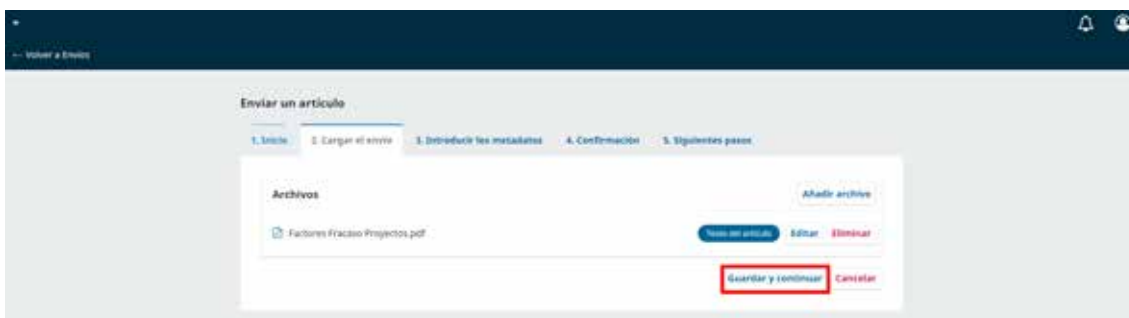 ← Volver a Envíos
Enviar un artículo
1. Inicio 2. Cargar el envío 3. Introducir los metadatos 4. Confirmación 5. Siguientes pasos
Archivos Añadir archivo
Factores Fracaso Proyectos.pdf Texto del artículo Editar Eliminar
Guardar y continuar Cancelar